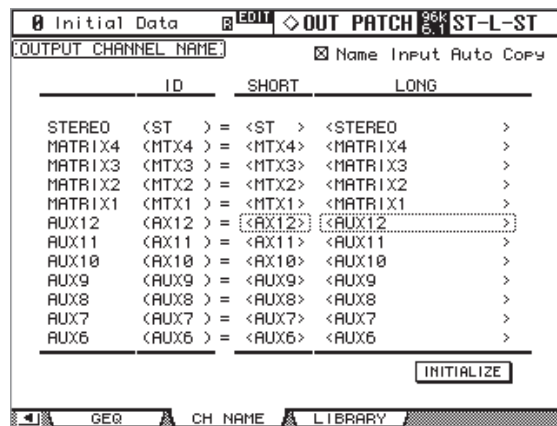 0 Initial Data B EDIT ◇OUT PATCH 96k 6.1 ST-L-ST
OUTPUT CHANNEL NAME
☒ Name Input Auto Copy
ID SHORT LONG
STEREO (ST ) = <ST > <STEREO >
MATRIX4 (MTX4 ) = <MTX4> <MATRIX4 >
MATRIX3 (MTX3 ) = <MTX3> <MATRIX3 >
MATRIX2 (MTX2 ) = <MTX2> <MATRIX2 >
MATRIX1 (MTX1 ) = <MTX1> <MATRIX1 >
AUX12 (AX12 ) = <AX12> <AUX12 >
AUX11 (AX11 ) = <AX11> <AUX11 >
AUX10 (AX10 ) = <AX10> <AUX10 >
AUX9 (AUX9 ) = <AUX9> <AUX9 >
AUX8 (AUX8 ) = <AUX8> <AUX8 >
AUX7 (AUX7 ) = <AUX7> <AUX7 >
AUX6 (AUX6 ) = <AUX6> <AUX6 >
INITIALIZE
GEQ CH NAME LIBRARY